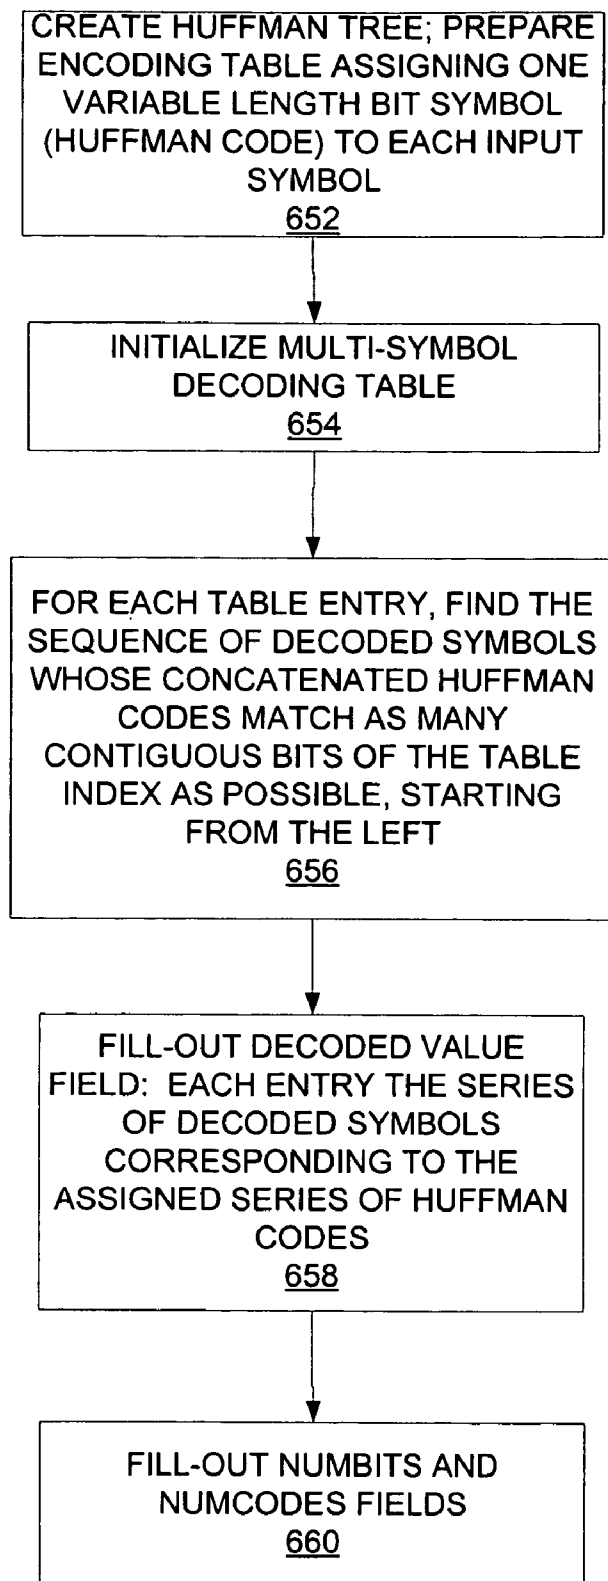 CREATE HUFFMAN TREE; PREPARE
ENCODING TABLE ASSIGNING ONE
VARIABLE LENGTH BIT SYMBOL
(HUFFMAN CODE) TO EACH INPUT
SYMBOL
652
INITIALIZE MULTI-SYMBOL
DECODING TABLE
654
FOR EACH TABLE ENTRY, FIND THE
SEQUENCE OF DECODED SYMBOLS
WHOSE CONCATENATED HUFFMAN
CODES MATCH AS MANY
CONTIGUOUS BITS OF THE TABLE
INDEX AS POSSIBLE, STARTING
FROM THE LEFT
656
FILL-OUT DECODED VALUE
FIELD: EACH ENTRY THE SERIES
OF DECODED SYMBOLS
CORRESPONDING TO THE
ASSIGNED SERIES OF HUFFMAN
CODES
658
FILL-OUT NUMBITS AND
NUMCODES FIELDS
660